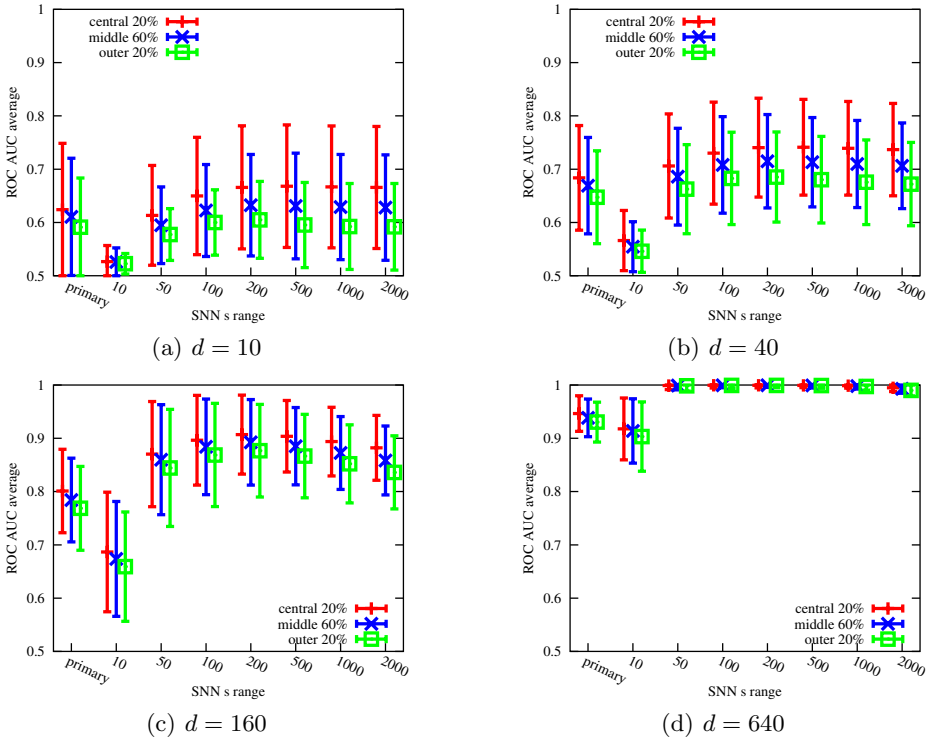 central 20%
middle 60%
outer 20%
ROC AUC average
1
0.9
0.8
0.7
0.6
0.5
primary 10 50 100 200 500 1000 2000
SNN s range
(a) d = 10
central 20%
middle 60%
outer 20%
ROC AUC average
1
0.9
0.8
0.7
0.6
0.5
primary 10 50 100 200 500 1000 2000
SNN s range
(b) d = 40
ROC AUC average
1
0.9
0.8
0.7
0.6
0.5
central 20%
middle 60%
outer 20%
primary 10 50 100 200 500 1000 2000
SNN s range
(c) d = 160
ROC AUC average
1
0.9
0.8
0.7
0.6
0.5
central 20%
middle 60%
outer 20%
primary 10 50 100 200 500 1000 2000
SNN s range
(d) d = 640